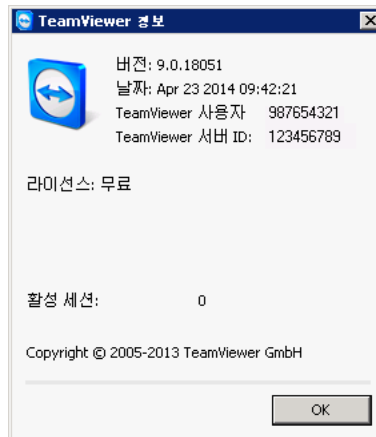 TeamViewer 정보
버전: 9.0.18051
날짜: Apr 23 2014 09:42:21
TeamViewer 사용자 987654321
TeamViewer 서버 ID: 123456789
라이선스: 무료
활성 세션: 0
Copyright © 2005-2013 TeamViewer GmbH
OK